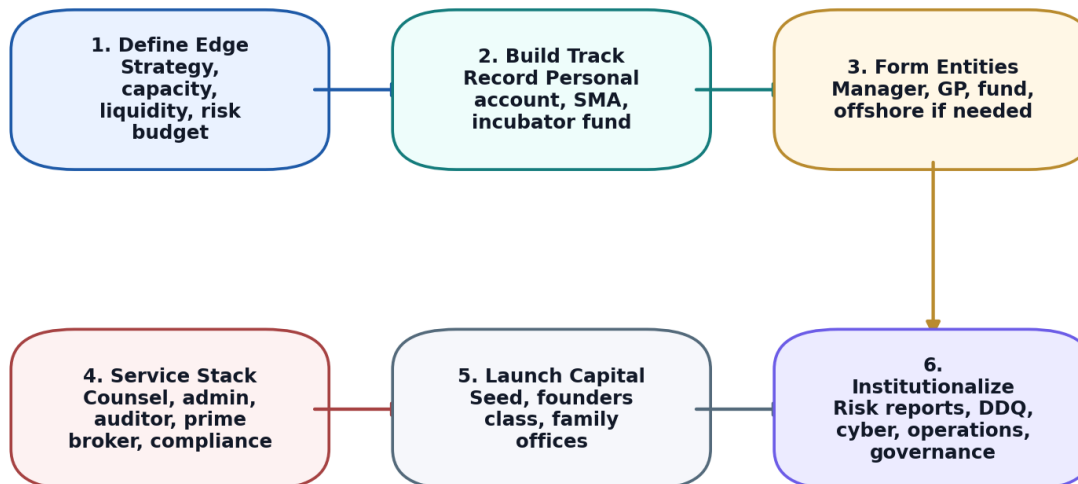 1. Define Edge
Strategy,
capacity,
liquidity, risk
budget
2. Build Track
Record Personal
account, SMA,
incubator fund
3. Form Entities
Manager, GP, fund,
offshore if needed
4. Service Stack
Counsel, admin,
auditor, prime
broker, compliance
5. Launch Capital
Seed, founders
class, family
offices
6.
Institutionalize
Risk reports, DDQ,
cyber, operations,
governance